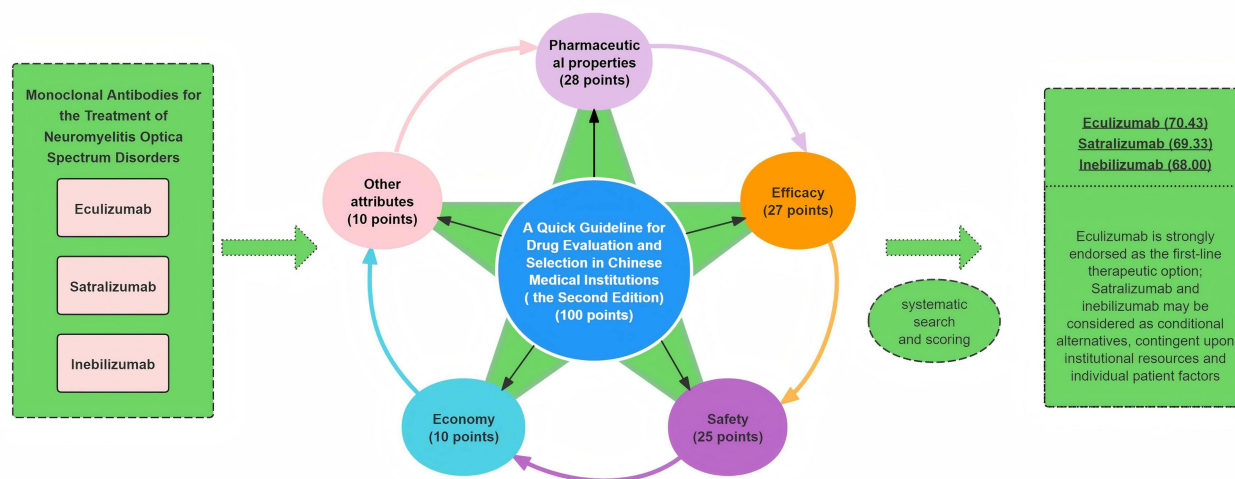 Monoclonal Antibodies for
the Treatment of
Neuromyelitis Optica
Spectrum Disorders
Eculizumab
Satralizumab
Inebilizumab
Pharmaceutic
al properties
(28 points)
Other
attributes
(10 points)
Efficacy
(27 points)
A Quick Guideline for
Drug Evaluation and
Selection in Chinese
Medical Institutions
( the Second Edition)
(100 points)
Economy
(10 points)
Safety
(25 points)
systematic
search
and scoring
Eculizumab (70.43)
Satralizumab (69.33)
Inebilizumab (68.00)
Eculizumab is strongly
endorsed as the first-line
therapeutic option;
Satralizumab and
inebilizumab may be
considered as conditional
alternatives, contingent upon
institutional resources and
individual patient factors